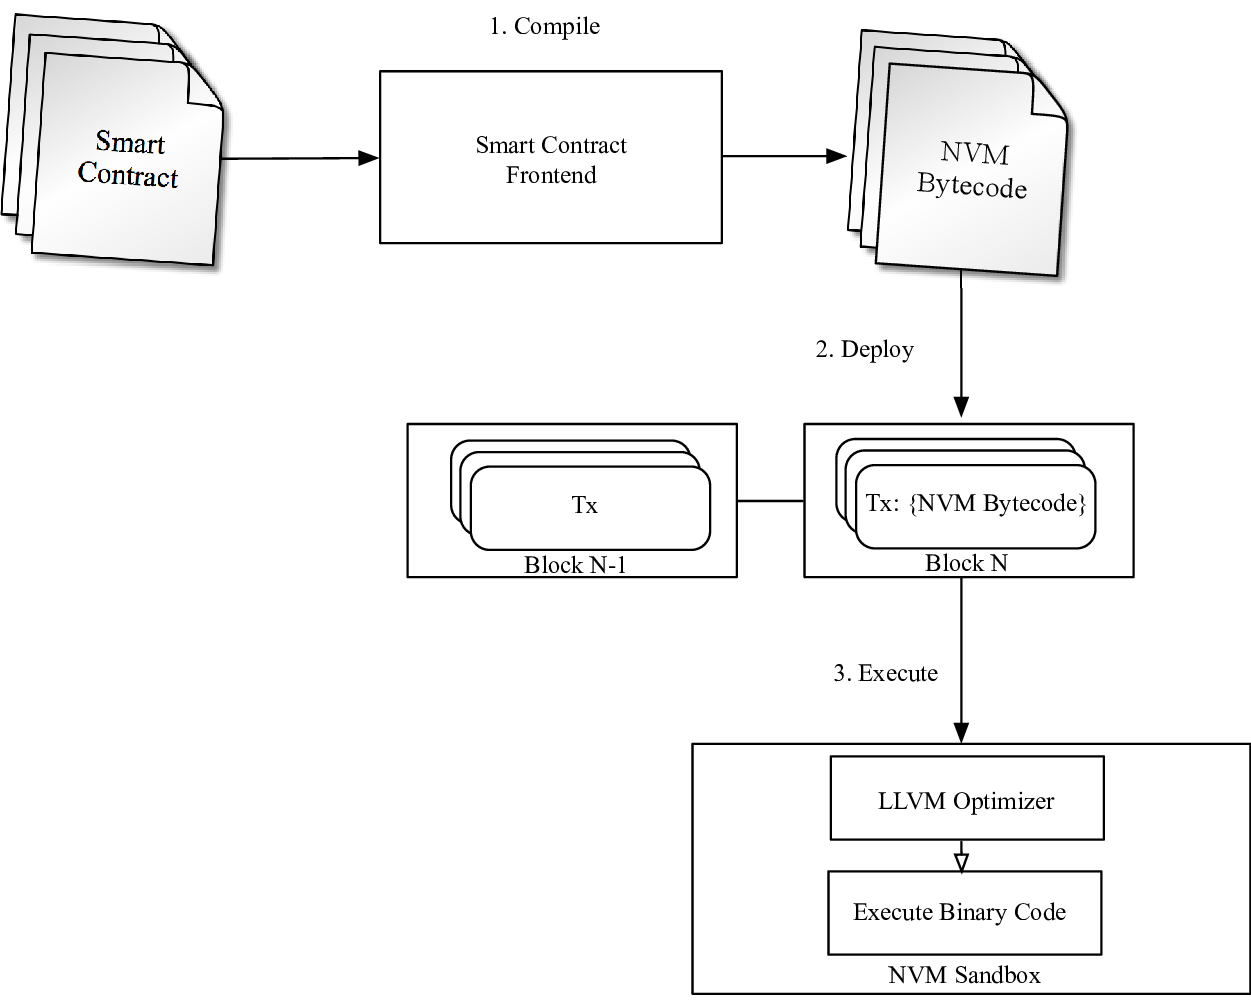 1. Compile
Smart
Contract
Smart Contract
Frontend
NVM
Bytecode
2. Deploy
Tx
Block N-1
Tx: {NVM Bytecode}
Block N
3. Execute
LLVM Optimizer
Execute Binary Code
NVM Sandbox